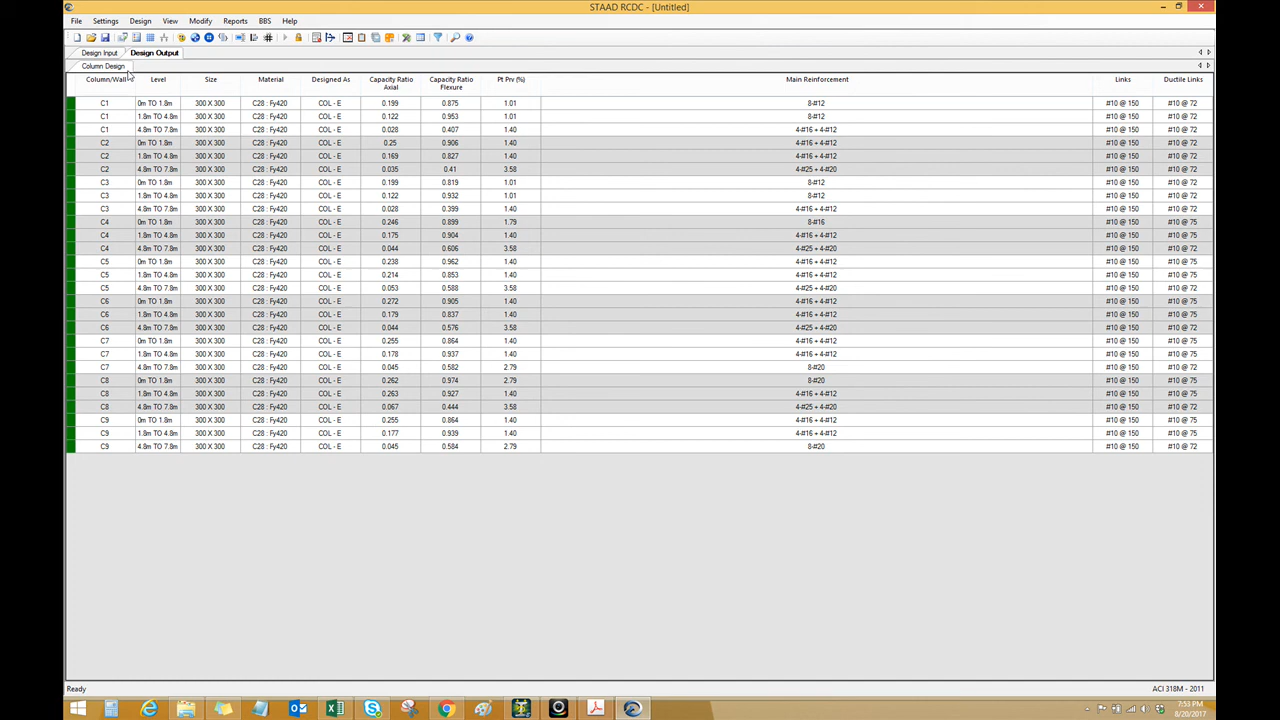 STAAD RCDC - [Untitled]
File Settings Design View Modify Reports BBS Help
Design Input Design Output
Column Design
Column/Wall Level Size Material Designed As Capacity Ratio Axial Capacity Ratio Flexure Pt Prv (%) Main Reinforcement Links Ductile Links
C1 0m TO 1.8m 300 X 300 C28 : Fy420 COL - E 0.199 0.875 1.01 8-#12 #10 @ 150 #10 @ 72
C1 1.8m TO 4.8m 300 X 300 C28 : Fy420 COL - E 0.122 0.953 1.01 8-#12 #10 @ 150 #10 @ 72
C1 4.8m TO 7.8m 300 X 300 C28 : Fy420 COL - E 0.028 0.407 1.40 4-#16 + 4-#12 #10 @ 150 #10 @ 72
C2 0m TO 1.8m 300 X 300 C28 : Fy420 COL - E 0.25 0.906 1.40 4-#16 + 4-#12 #10 @ 150 #10 @ 72
C2 1.8m TO 4.8m 300 X 300 C28 : Fy420 COL - E 0.169 0.827 1.40 4-#16 + 4-#12 #10 @ 150 #10 @ 72
C2 4.8m TO 7.8m 300 X 300 C28 : Fy420 COL - E 0.035 0.41 3.58 4-#25 + 4-#20 #10 @ 150 #10 @ 72
C3 0m TO 1.8m 300 X 300 C28 : Fy420 COL - E 0.199 0.819 1.01 8-#12 #10 @ 150 #10 @ 72
C3 1.8m TO 4.8m 300 X 300 C28 : Fy420 COL - E 0.122 0.932 1.01 8-#12 #10 @ 150 #10 @ 72
C3 4.8m TO 7.8m 300 X 300 C28 : Fy420 COL - E 0.028 0.399 1.40 4-#16 + 4-#12 #10 @ 150 #10 @ 72
C4 0m TO 1.8m 300 X 300 C28 : Fy420 COL - E 0.246 0.899 1.79 8-#16 #10 @ 150 #10 @ 72
C4 1.8m TO 4.8m 300 X 300 C28 : Fy420 COL - E 0.175 0.904 1.40 4-#16 + 4-#12 #10 @ 150 #10 @ 72
C4 4.8m TO 7.8m 300 X 300 C28 : Fy420 COL - E 0.044 0.606 3.58 4-#25 + 4-#20 #10 @ 150 #10 @ 72
C5 0m TO 1.8m 300 X 300 C28 : Fy420 COL - E 0.238 0.962 1.40 4-#16 + 4-#12 #10 @ 150 #10 @ 75
C5 1.8m TO 4.8m 300 X 300 C28 : Fy420 COL - E 0.214 0.853 1.40 4-#16 + 4-#12 #10 @ 150 #10 @ 75
C5 4.8m TO 7.8m 300 X 300 C28 : Fy420 COL - E 0.053 0.588 3.58 4-#25 + 4-#20 #10 @ 150 #10 @ 72
C6 0m TO 1.8m 300 X 300 C28 : Fy420 COL - E 0.272 0.905 1.40 4-#16 + 4-#12 #10 @ 150 #10 @ 75
C6 1.8m TO 4.8m 300 X 300 C28 : Fy420 COL - E 0.179 0.837 1.40 4-#16 + 4-#12 #10 @ 150 #10 @ 75
C6 4.8m TO 7.8m 300 X 300 C28 : Fy420 COL - E 0.044 0.576 3.58 4-#25 + 4-#20 #10 @ 150 #10 @ 72
C7 0m TO 1.8m 300 X 300 C28 : Fy420 COL - E 0.255 0.864 1.40 4-#16 + 4-#12 #10 @ 150 #10 @ 75
C7 1.8m TO 4.8m 300 X 300 C28 : Fy420 COL - E 0.178 0.937 1.40 4-#16 + 4-#12 #10 @ 150 #10 @ 75
C7 4.8m TO 7.8m 300 X 300 C28 : Fy420 COL - E 0.045 0.582 2.79 8-#20 #10 @ 150 #10 @ 72
C8 0m TO 1.8m 300 X 300 C28 : Fy420 COL - E 0.262 0.974 2.79 8-#20 #10 @ 150 #10 @ 75
C8 1.8m TO 4.8m 300 X 300 C28 : Fy420 COL - E 0.263 0.927 1.40 4-#16 + 4-#12 #10 @ 150 #10 @ 75
C8 4.8m TO 7.8m 300 X 300 C28 : Fy420 COL - E 0.067 0.444 3.58 4-#25 + 4-#20 #10 @ 150 #10 @ 72
C9 0m TO 1.8m 300 X 300 C28 : Fy420 COL - E 0.255 0.864 1.40 4-#16 + 4-#12 #10 @ 150 #10 @ 75
C9 1.8m TO 4.8m 300 X 300 C28 : Fy420 COL - E 0.177 0.939 1.40 4-#16 + 4-#12 #10 @ 150 #10 @ 75
C9 4.8m TO 7.8m 300 X 300 C28 : Fy420 COL - E 0.045 0.584 2.79 8-#20 #10 @ 150 #10 @ 72
Ready ACI 318M - 2011
7:53 PM
8/20/2017